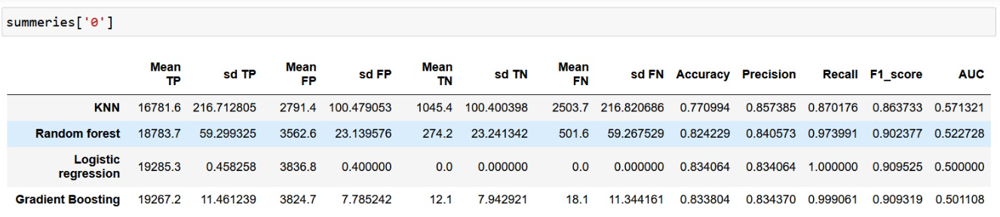 summeries['0']
Mean TP sd TP Mean FP sd FP Mean TN sd TN Mean FN sd FN Accuracy Precision Recall F1_score AUC
KNN 16781.6 216.712805 2791.4 100.479053 1045.4 100.400398 2503.7 216.820686 0.770994 0.857385 0.870176 0.863733 0.571321
Random forest 18783.7 59.299325 3562.6 23.139576 274.2 23.241342 501.6 59.267529 0.824229 0.840573 0.973991 0.902377 0.522728
Logistic regression 19285.3 0.458258 3836.8 0.400000 0.0 0.000000 0.0 0.000000 0.834064 0.834064 1.000000 0.909525 0.500000
Gradient Boosting 19267.2 11.461239 3824.7 7.785242 12.1 7.942921 18.1 11.344161 0.833804 0.834370 0.999061 0.909319 0.501108